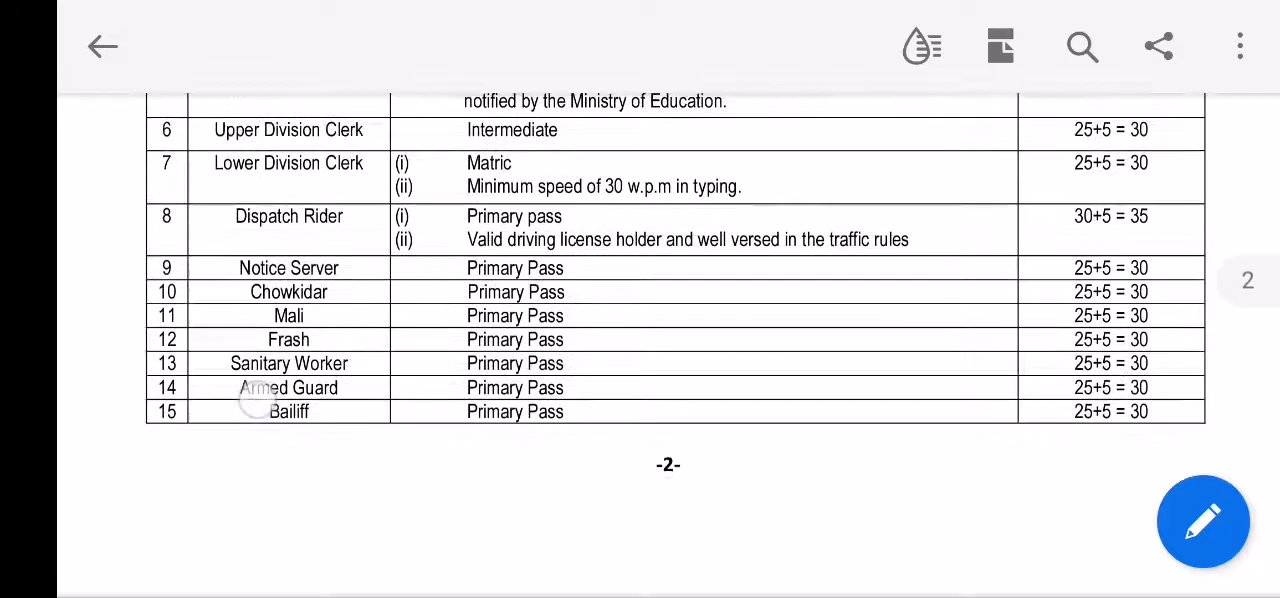 notified by the Ministry of Education.
6 Upper Division Clerk Intermediate 25+5 = 30
7 Lower Division Clerk (i) Matric 25+5 = 30
(ii) Minimum speed of 30 w.p.m in typing.
8 Dispatch Rider (i) Primary pass 30+5 = 35
(ii) Valid driving license holder and well versed in the traffic rules
9 Notice Server Primary Pass 25+5 = 30
2
10 Chowkidar Primary Pass 25+5 = 30
11 Mali Primary Pass 25+5 = 30
12 Frash Primary Pass 25+5 = 30
13 Sanitary Worker Primary Pass 25+5 = 30
14 Armed Guard Primary Pass 25+5 = 30
15 Bailiff Primary Pass 25+5 = 30
-2-